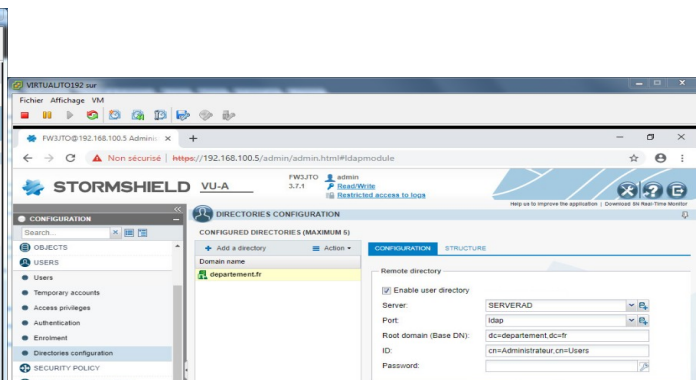 VIRTUALITO192 sur
Fichier Affichage VM
FW3JTO@192.168.100.5 Adminis
Non sécurisé | https://192.168.100.5/admin/admin.html#ldapmodule
STORMSHIELD VU-A
FW3JTO admin
3.7.1 Read/Write
Restricted access to logs
Help us to improve the application | Download SN Real-Time Monitor
CONFIGURATION
Search...
OBJECTS
USERS
Users
Temporary accounts
Access privileges
Authentication
Enrolment
Directories configuration
SECURITY POLICY
DIRECTORIES CONFIGURATION
CONFIGURED DIRECTORIES (MAXIMUM 5)
Add a directory Action
Domain name
departement.fr
CONFIGURATION STRUCTURE
Remote directory
Enable user directory
Server: SERVERAD
Port: ldap
Root domain (Base DN): dc=departement,dc=fr
ID: cn=Administrateur,cn=Users
Password: